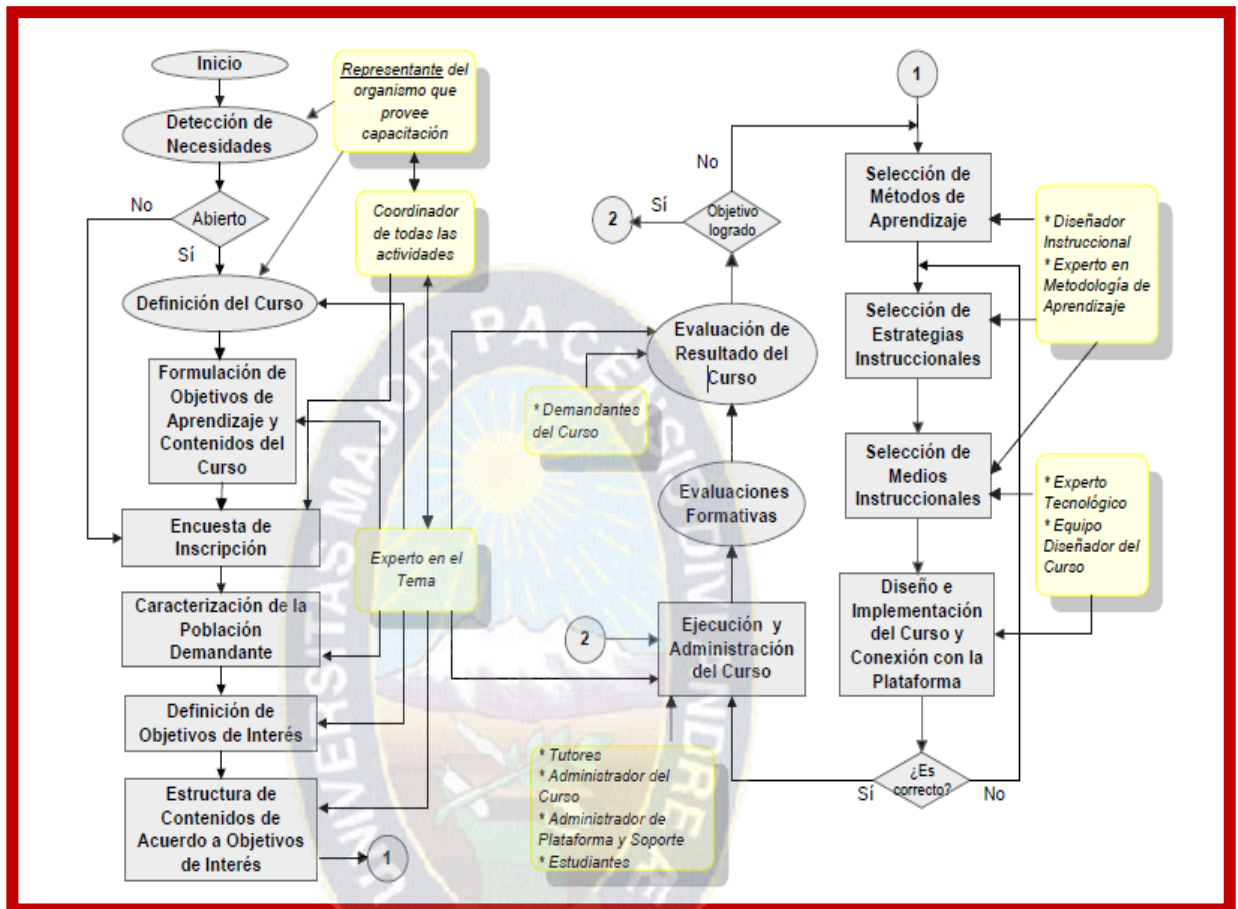 Inicio
Detección de
Necesidades
No
Abierto
Sí
Definición del Curso
Formulación de
Objetivos de
Aprendizaje y
Contenidos del
Curso
Encuesta de
Inscripción
Caracterización de la
Población
Demandante
Definición de
Objetivos de Interés
Estructura de
Contenidos de
Acuerdo a Objetivos
de Interés
1
Representante del
organismo que
provee
capacitación
Coordinador
de todas las
actividades
Experto en el
Tema
No
Sí
2
Objetivo
logrado
Evaluación de
Resultado del
Curso
* Demandantes
del Curso
Evaluaciones
Formativas
2
Ejecución y
Administración
del Curso
* Tutores
* Administrador del
Curso
* Administrador de
Plataforma y Soporte
* Estudiantes
1
Selección de
Métodos de
Aprendizaje
* Diseñador
Instruccional
* Experto en
Metodología de
Aprendizaje
Selección de
Estrategias
Instruccionales
Selección de
Medios
Instruccionales
* Experto
Tecnológico
* Equipo
Diseñador del
Curso
Diseño e
Implementación
del Curso y
Conexión con la
Plataforma
¿Es
correcto?
Sí
No
UNIVERSITAS MAJOR PACENSIS DIVI ANDREÆ